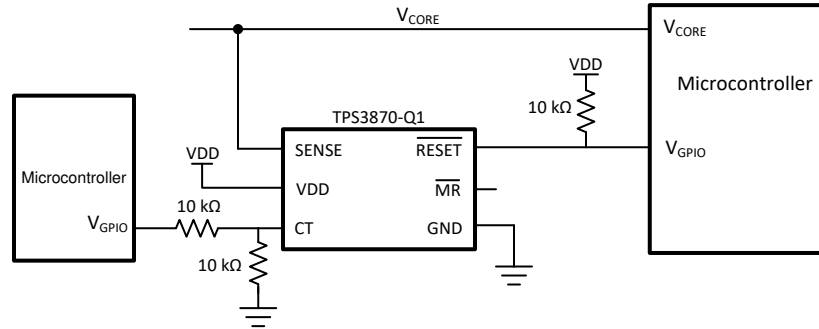 V_CORE
V_CORE
Microcontroller
VDD
10 kΩ
TPS3870-Q1
VDD
SENSE
RESET
V_GPIO
Microcontroller
VDD
MR
V_GPIO
10 kΩ
CT
GND
10 kΩ